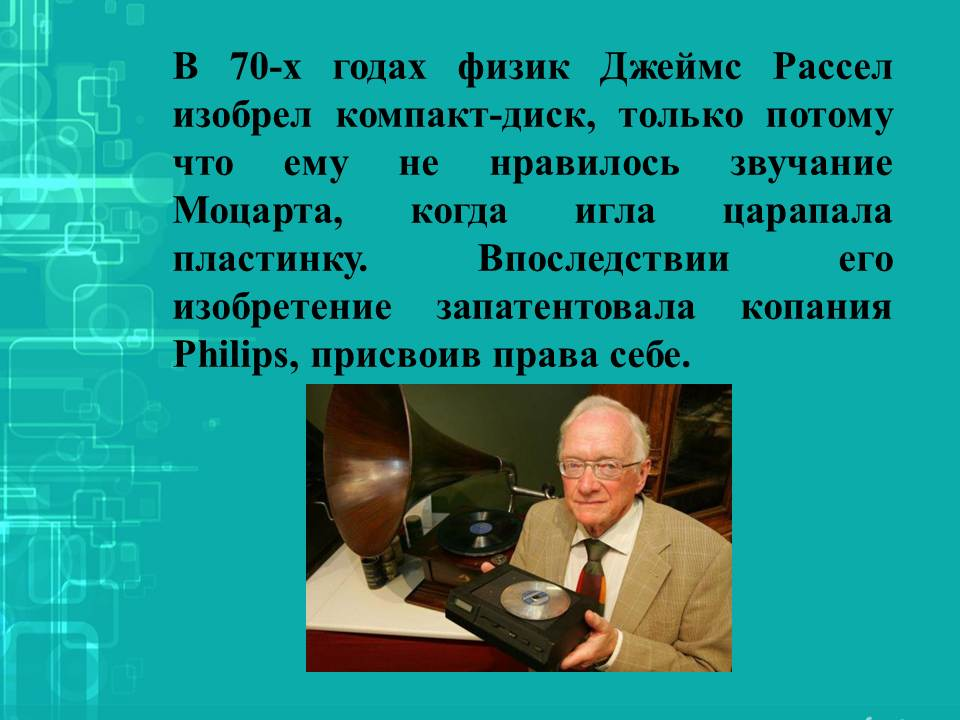 В 70-х годах физик Джеймс Рассел
изобрел компакт-диск, только потому
что ему не нравилось звучание
Моцарта, когда игла царапала
пластинку. Впоследствии его
изобретение запатентовала копания
Philips, присвоив права себе.